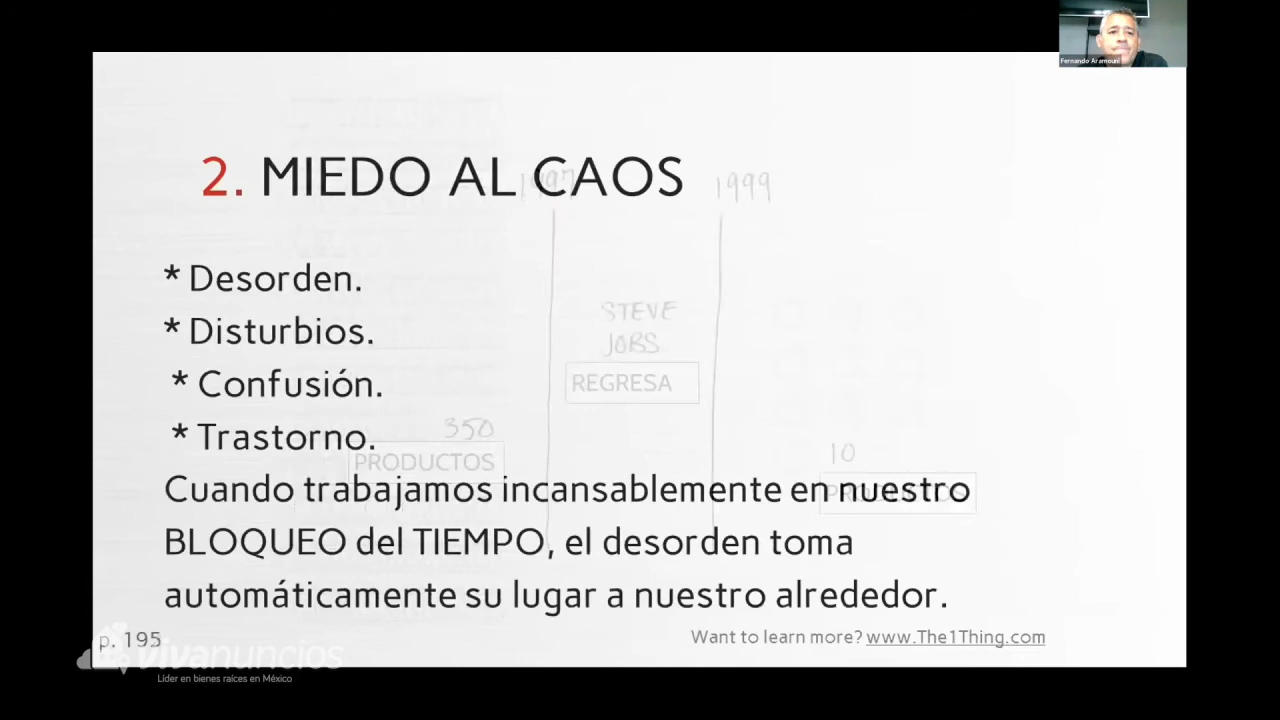 Fernando Aramouni
2. MIEDO AL CAOS
1997
1999
* Desorden.
* Disturbios.
* Confusión.
* Trastorno.
STEVE
JOBS
REGRESA
350
PRODUCTOS
10
PRODUCTOS
Cuando trabajamos incansablemente en nuestro
BLOQUEO del TIEMPO, el desorden toma
automáticamente su lugar a nuestro alrededor.
p. 195
Want to learn more? www.The1Thing.com
vivanuncios
Líder en bienes raíces en México